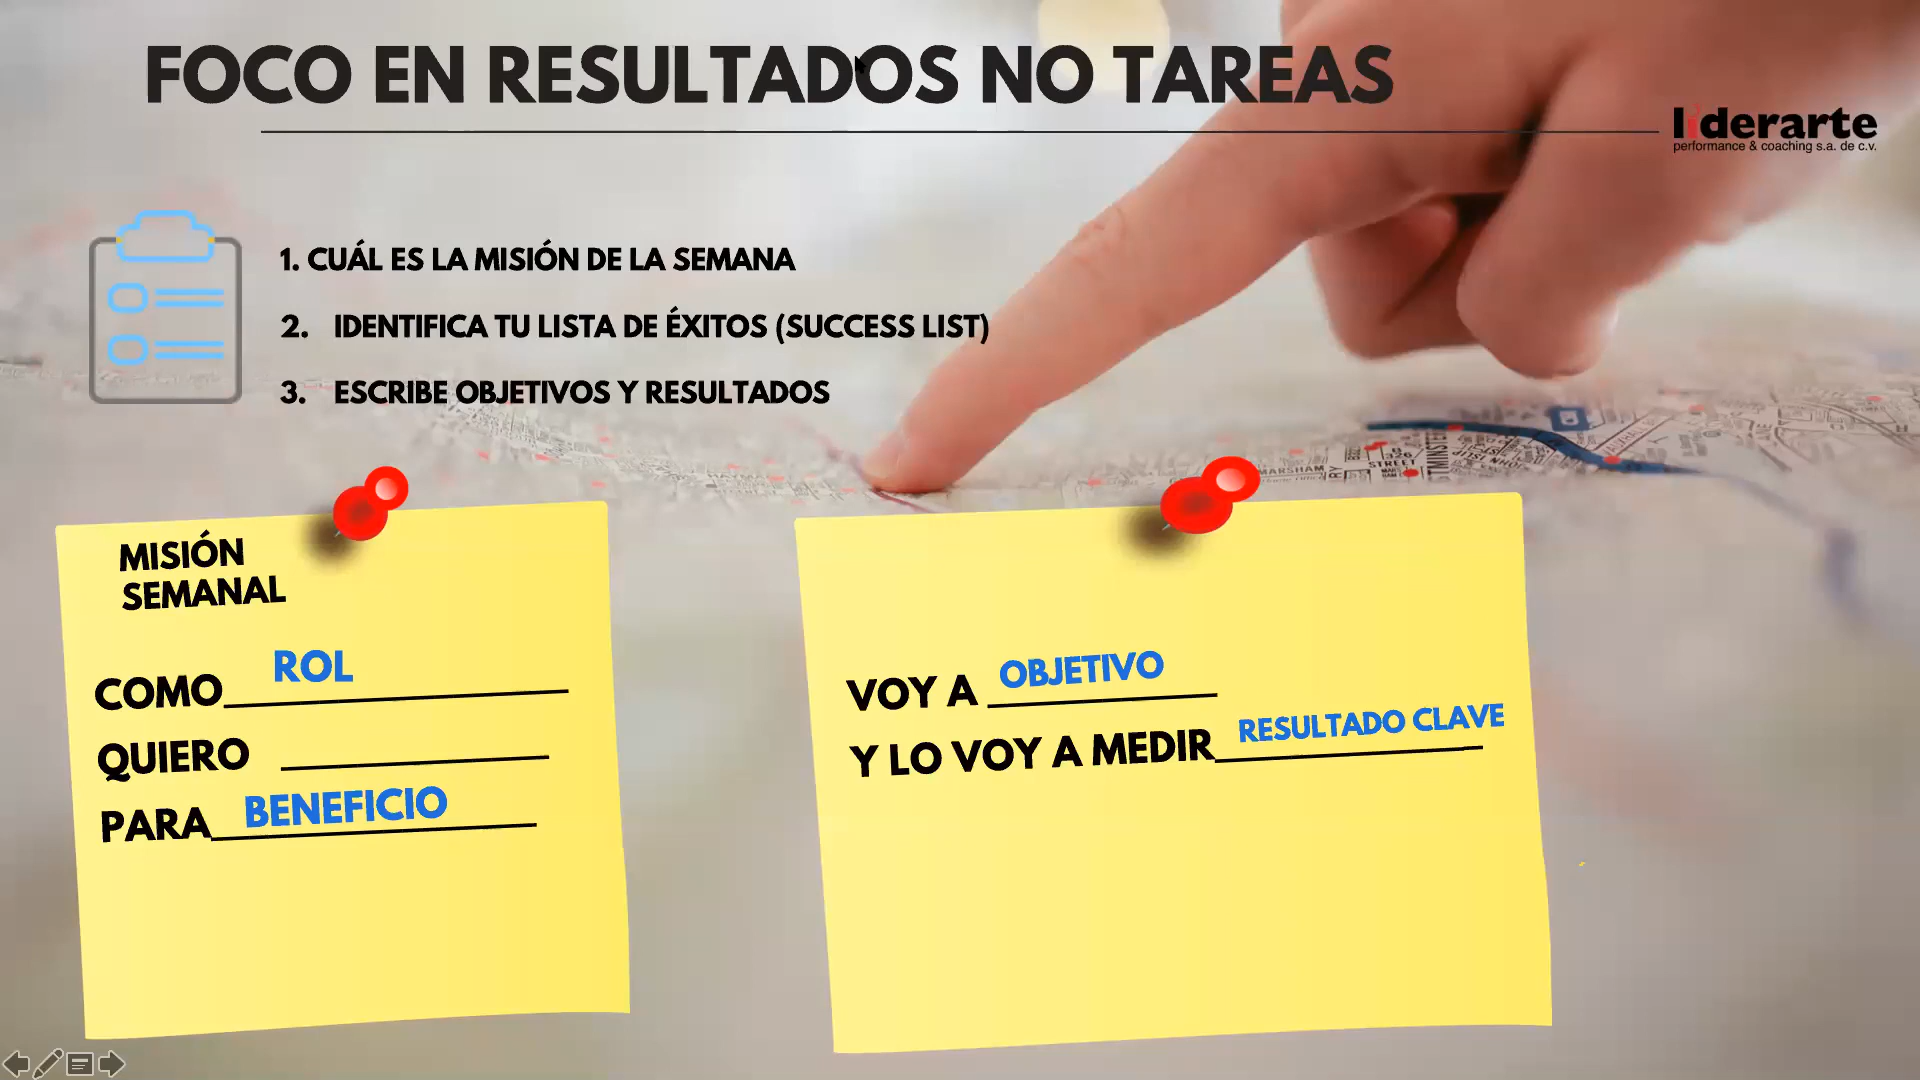 FOCO EN RESULTADOS NO TAREAS
liderarte
performance & coaching s.a. de c.v.
1. CUÁL ES LA MISIÓN DE LA SEMANA
2. IDENTIFICA TU LISTA DE ÉXITOS (SUCCESS LIST)
3. ESCRIBE OBJETIVOS Y RESULTADOS
MARSHAM
STREET
MISIÓN
SEMANAL
COMO ROL
QUIERO
PARA BENEFICIO
VOY A OBJETIVO
Y LO VOY A MEDIR RESULTADO CLAVE